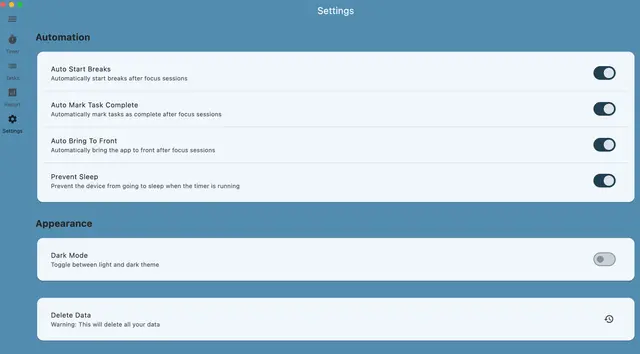 Settings
Timer
Tasks
Report
Settings
Automation
Auto Start Breaks
Automatically start breaks after focus sessions
Auto Mark Task Complete
Automatically mark tasks as complete after focus sessions
Auto Bring To Front
Automatically bring the app to front after focus sessions
Prevent Sleep
Prevent the device from going to sleep when the timer is running
Appearance
Dark Mode
Toggle between light and dark theme
Delete Data
Warning: This will delete all your data